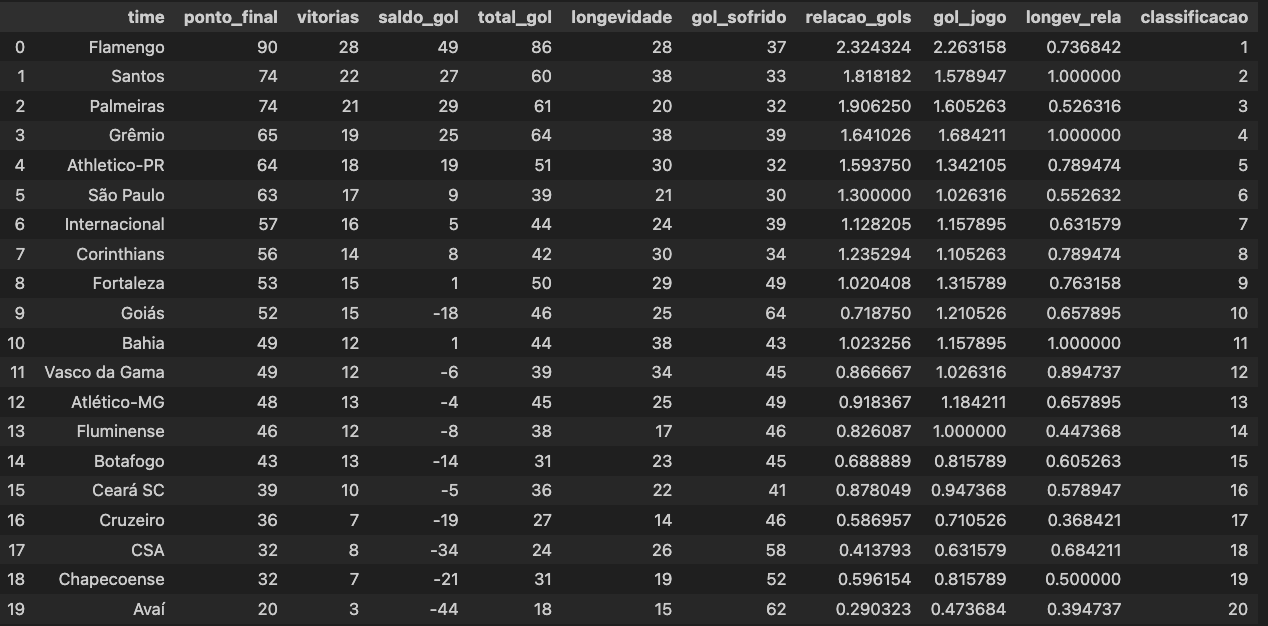 time ponto_final vitorias saldo_gol total_gol longevidade gol_sofrido relacao_gols gol_jogo longev_rela classificacao
0 Flamengo 90 28 49 86 28 37 2.324324 2.263158 0.736842 1
1 Santos 74 22 27 60 38 33 1.818182 1.578947 1.000000 2
2 Palmeiras 74 21 29 61 20 32 1.906250 1.605263 0.526316 3
3 Grêmio 65 19 25 64 38 39 1.641026 1.684211 1.000000 4
4 Athletico-PR 64 18 19 51 30 32 1.593750 1.342105 0.789474 5
5 São Paulo 63 17 9 39 21 30 1.300000 1.026316 0.552632 6
6 Internacional 57 16 5 44 24 39 1.128205 1.157895 0.631579 7
7 Corinthians 56 14 8 42 30 34 1.235294 1.105263 0.789474 8
8 Fortaleza 53 15 1 50 29 49 1.020408 1.315789 0.763158 9
9 Goiás 52 15 -18 46 25 64 0.718750 1.210526 0.657895 10
10 Bahia 49 12 1 44 38 43 1.023256 1.157895 1.000000 11
11 Vasco da Gama 49 12 -6 39 34 45 0.866667 1.026316 0.894737 12
12 Atlético-MG 48 13 -4 45 25 49 0.918367 1.184211 0.657895 13
13 Fluminense 46 12 -8 38 17 46 0.826087 1.000000 0.447368 14
14 Botafogo 43 13 -14 31 23 45 0.688889 0.815789 0.605263 15
15 Ceará SC 39 10 -5 36 22 41 0.878049 0.947368 0.578947 16
16 Cruzeiro 36 7 -19 27 14 46 0.586957 0.710526 0.368421 17
17 CSA 32 8 -34 24 26 58 0.413793 0.631579 0.684211 18
18 Chapecoense 32 7 -21 31 19 52 0.596154 0.815789 0.500000 19
19 Avaí 20 3 -44 18 15 62 0.290323 0.473684 0.394737 20